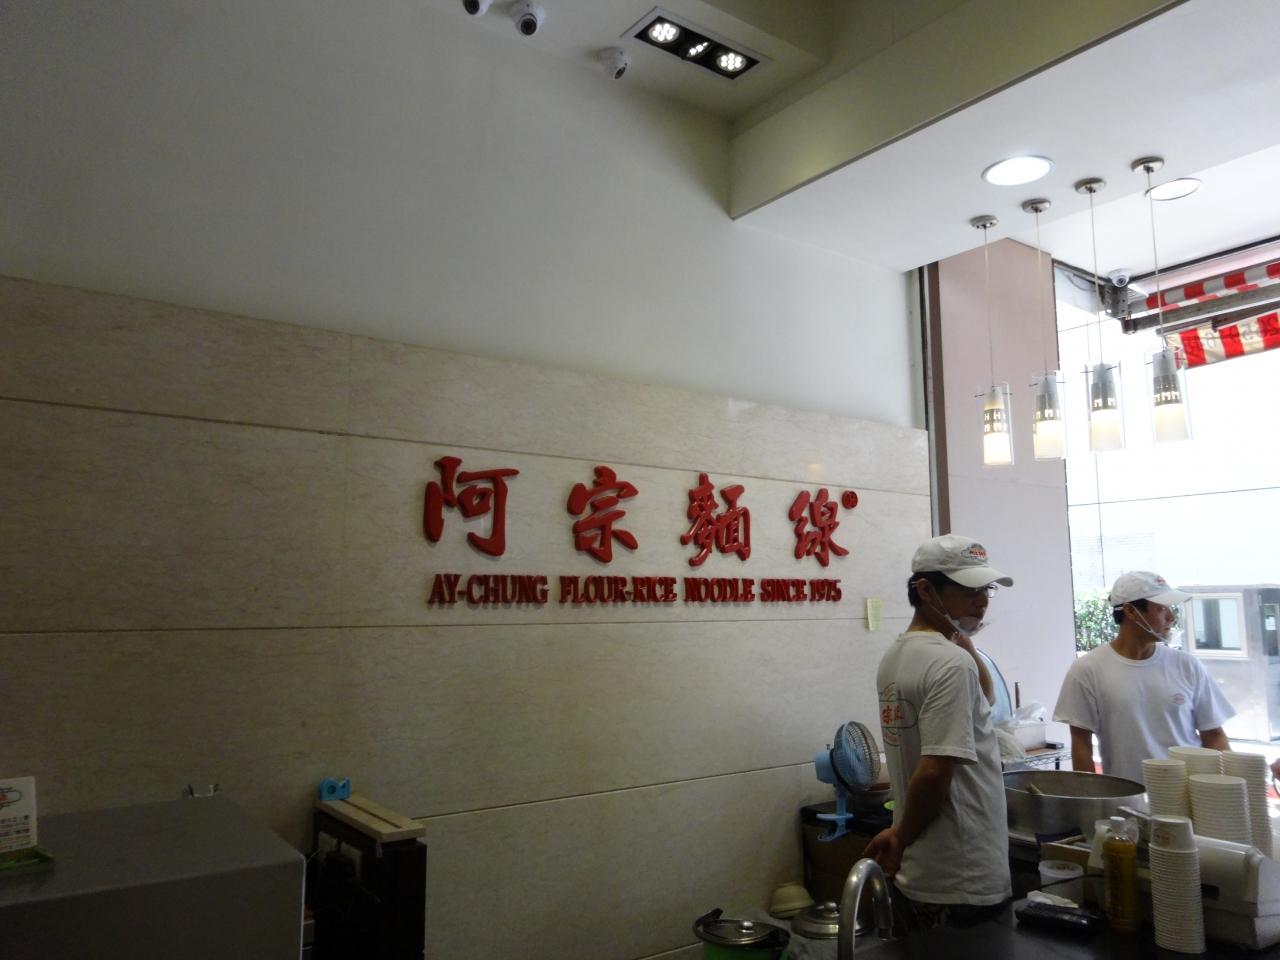 阿宗麵線®
AY-CHUNG FLOUR-RICE NOODLE SINCE 1975